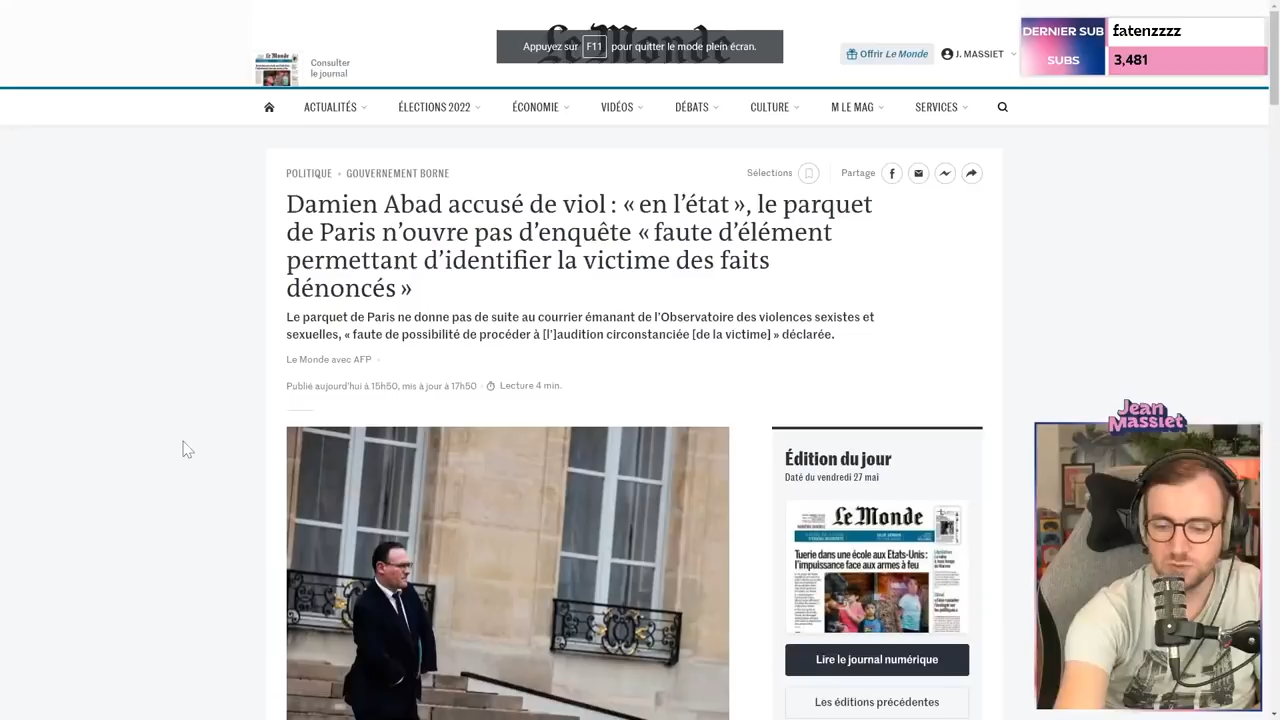 Le Monde
Appuyez sur F11 pour quitter le mode plein écran.
DERNIER SUB
fatenzzzz
SUBS
3,481
Consulter
le journal
Offrir Le Monde
J. MASSIET
ACTUALITÉS
ÉLECTIONS 2022
ÉCONOMIE
VIDÉOS
DÉBATS
CULTURE
M LE MAG
SERVICES
POLITIQUE
GOUVERNEMENT BORNE
Sélections
Partage
Damien Abad accusé de viol : « en l’état », le parquet
de Paris n’ouvre pas d’enquête « faute d’élément
permettant d’identifier la victime des faits
dénoncés »
Le parquet de Paris ne donne pas de suite au courrier émanant de l’Observatoire des violences sexistes et
sexuelles, « faute de possibilité de procéder à [l’]audition circonstanciée [de la victime] » déclarée.
Le Monde avec AFP
Publié aujourd’hui à 15h50, mis à jour à 17h50 · Lecture 4 min.
Jean
Massiet
Édition du jour
Daté du vendredi 27 mai
Le Monde
Tuerie dans une école aux Etats-Unis :
l’impuissance face aux armes à feu
Lire le journal numérique
Les éditions précédentes